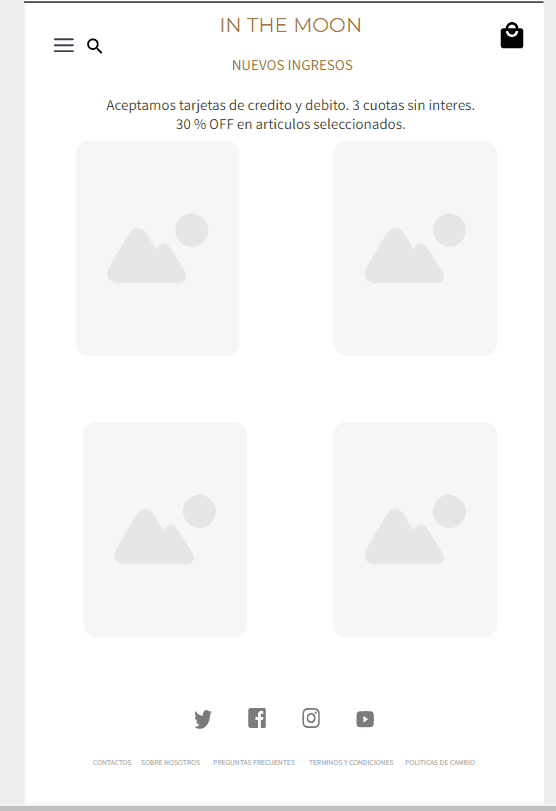 IN THE MOON
NUEVOS INGRESOS
Aceptamos tarjetas de credito y debito. 3 cuotas sin interes.
30 % OFF en articulos seleccionados.
CONTACTOS SOBRE NOSOTROS PREGUNTAS FRECUENTES TERMINOS Y CONDICIONES POLITICAS DE CAMBIO